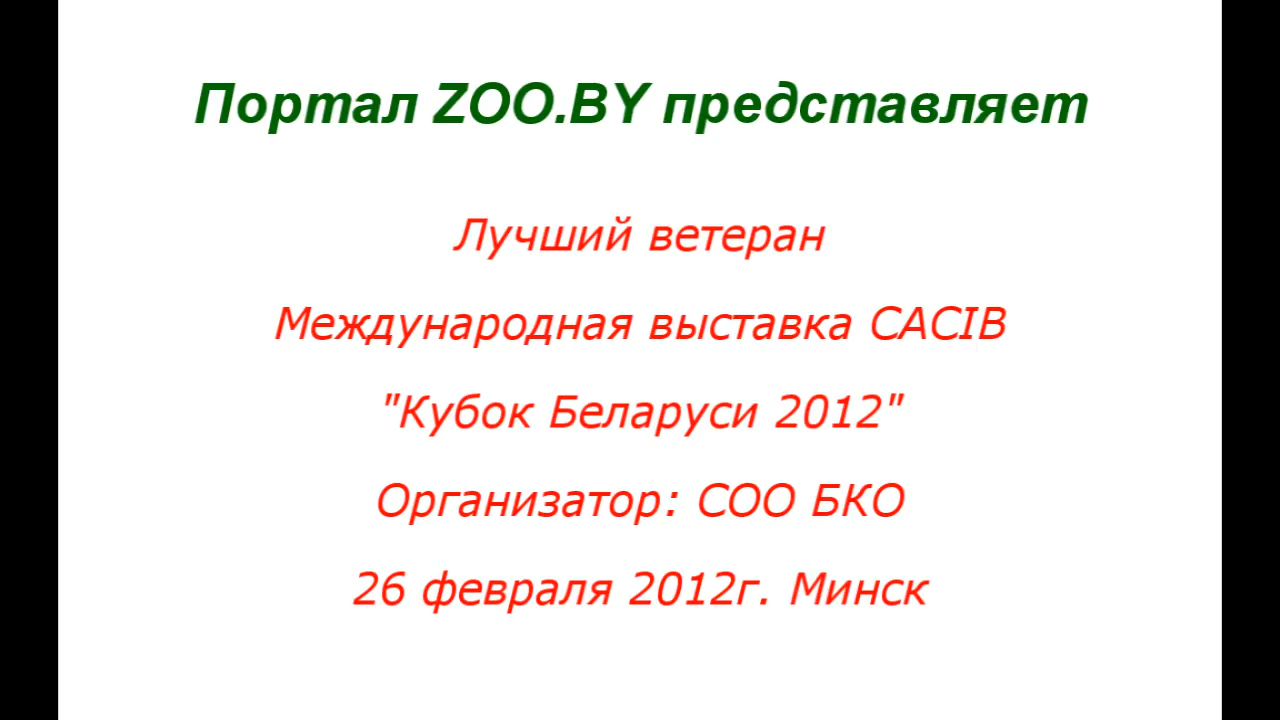 Портал ZOO.BY представляет
Лучший ветеран
Международная выставка CACIB
"Кубок Беларуси 2012"
Организатор: СОО БКО
26 февраля 2012г. Минск